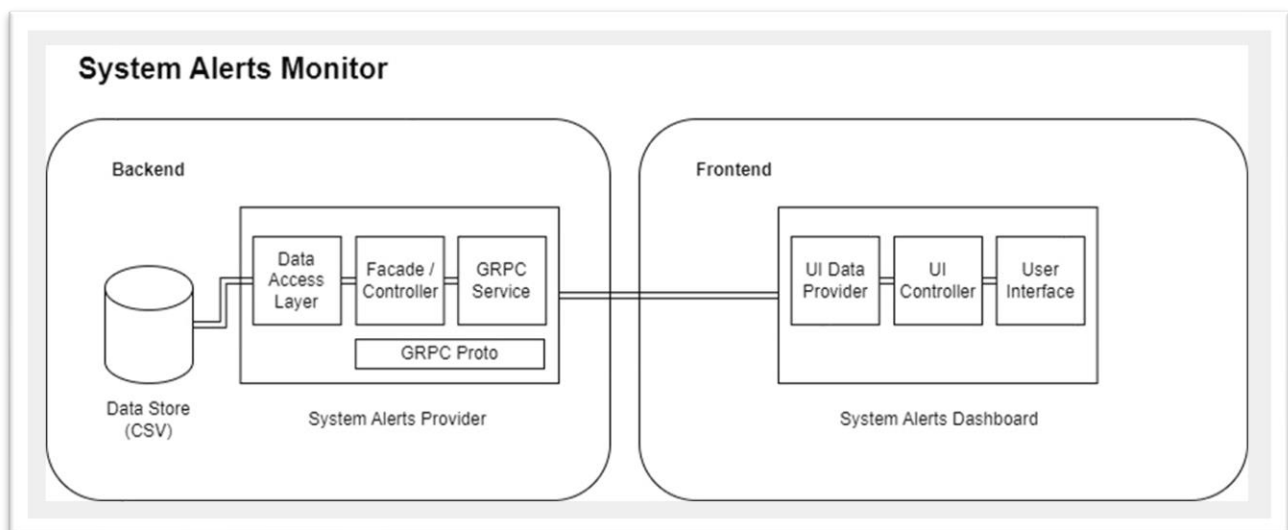 System Alerts Monitor
Backend
Data
Access
Layer
Facade /
Controller
GRPC
Service
GRPC Proto
Data Store
(CSV)
System Alerts Provider
Frontend
UI Data
Provider
UI
Controller
User
Interface
System Alerts Dashboard